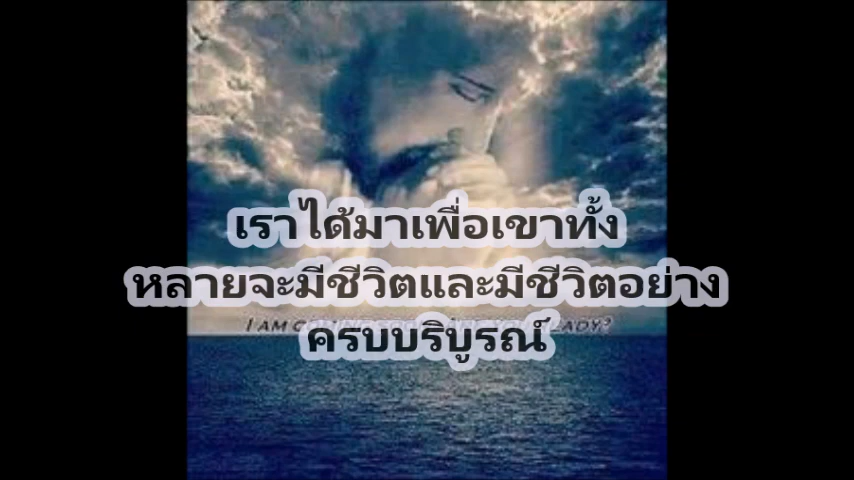 เราได้มาเพื่อเขาทั้ง
หลายจะมีชีวิตและมีชีวิตอย่าง
I AM ADY?
ครบบริบูรณ์